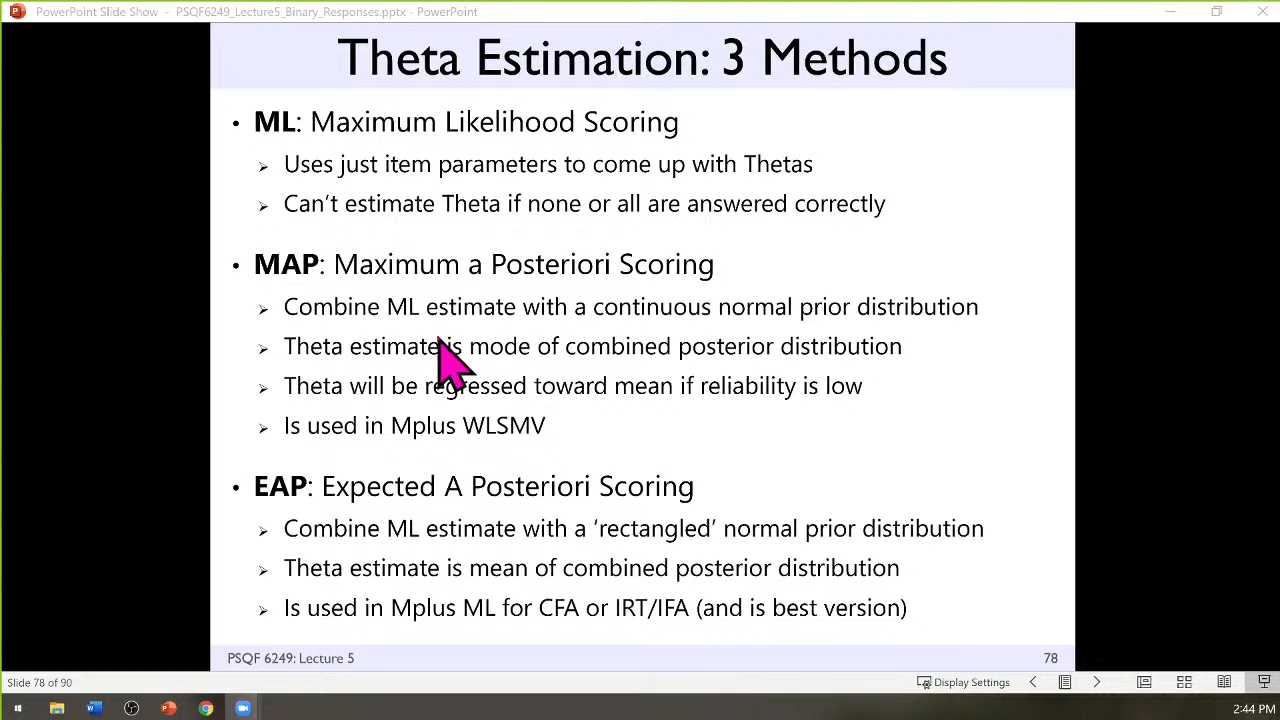 PowerPoint Slide Show - PSQF6249_Lecture5_Binary_Responses.pptx - PowerPoint
Theta Estimation: 3 Methods
• ML: Maximum Likelihood Scoring
➢ Uses just item parameters to come up with Thetas
➢ Can't estimate Theta if none or all are answered correctly
• MAP: Maximum a Posteriori Scoring
➢ Combine ML estimate with a continuous normal prior distribution
➢ Theta estimate is mode of combined posterior distribution
➢ Theta will be regressed toward mean if reliability is low
➢ Is used in Mplus WLSMV
• EAP: Expected A Posteriori Scoring
➢ Combine ML estimate with a ‘rectangled’ normal prior distribution
➢ Theta estimate is mean of combined posterior distribution
➢ Is used in Mplus ML for CFA or IRT/IFA (and is best version)
PSQF 6249: Lecture 5 78
Slide 78 of 90 Display Settings
2:44 PM